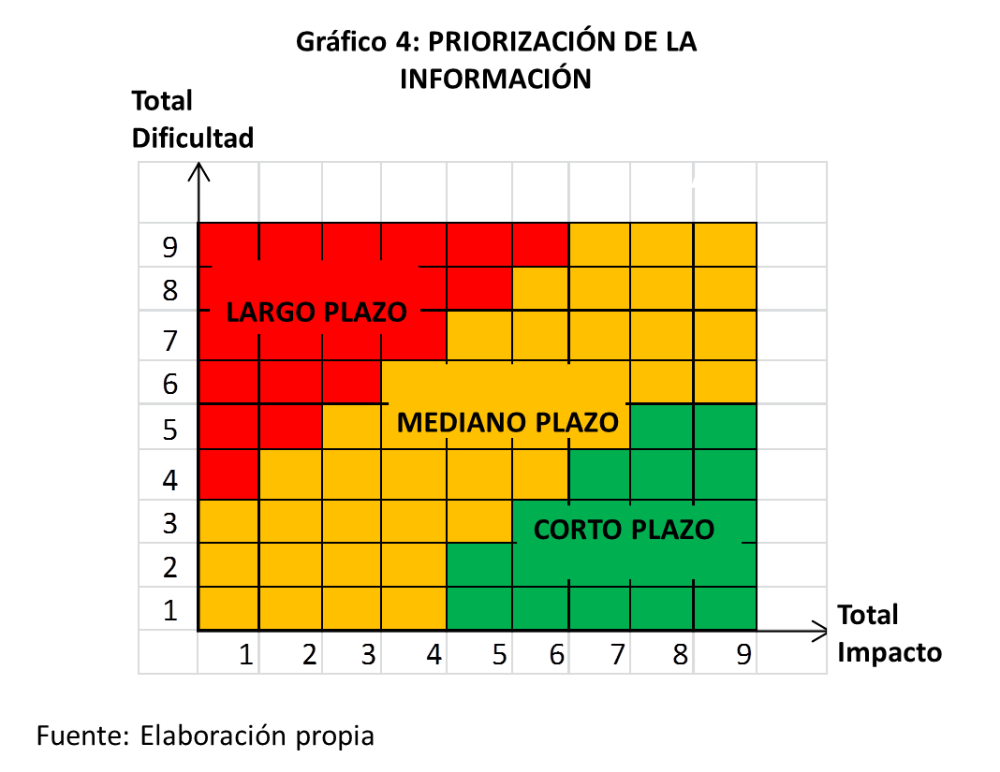 Gráfico 4: PRIORIZACIÓN DE LA
INFORMACIÓN
Total
Dificultad
9
8
LARGO PLAZO
7
6
5
MEDIANO PLAZO
4
3
CORTO PLAZO
2
1
Total
Impacto
1 2 3 4 5 6 7 8 9
Fuente: Elaboración propia